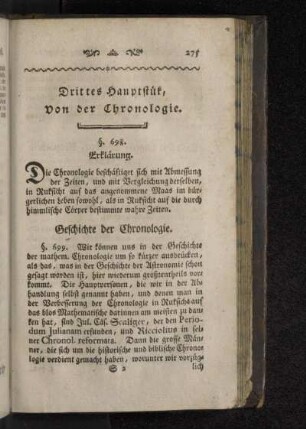 275
Drittes Hauptstük,
von der Chronologie.
§. 698.
Erklärung.
Die Chronologie beschäftiget sich mit Abmessung
der Zeiten, und mit Vergleichung derselben,
in Rüksicht auf das angenommene Maas im bür-
gerlichen Leben sowohl, als in Rüksicht auf die durch
himmlische Cörper bestimmte wahre Zeiten.
Geschichte der Chronologie.
§. 699. Wir können uns in der Geschichte
der mathem. Chronologie um so kürzer ausdrücken,
als das, was in der Geschichte der Astronomie schon
gesagt worden ist, hier wiederum großentheils vor-
kommt. Die Hauptpersonen, die wir in der Ab-
handlung selbst genannt haben, und denen man in
der Verbesserung der Chronologie in Rüksicht auf
das blos Mathematische darinnen am meisten zu dan-
ken hat, sind Jul. Cäs. Scaliger, der den Perio-
dum Julianam erfunden, und Ricciolus in sei-
ner Chronol. reformata. Dann die große Män-
ner, die sich um die historische und biblische Chrono-
logie verdient gemacht haben, worunter wir vorzüg-
S 2 lich